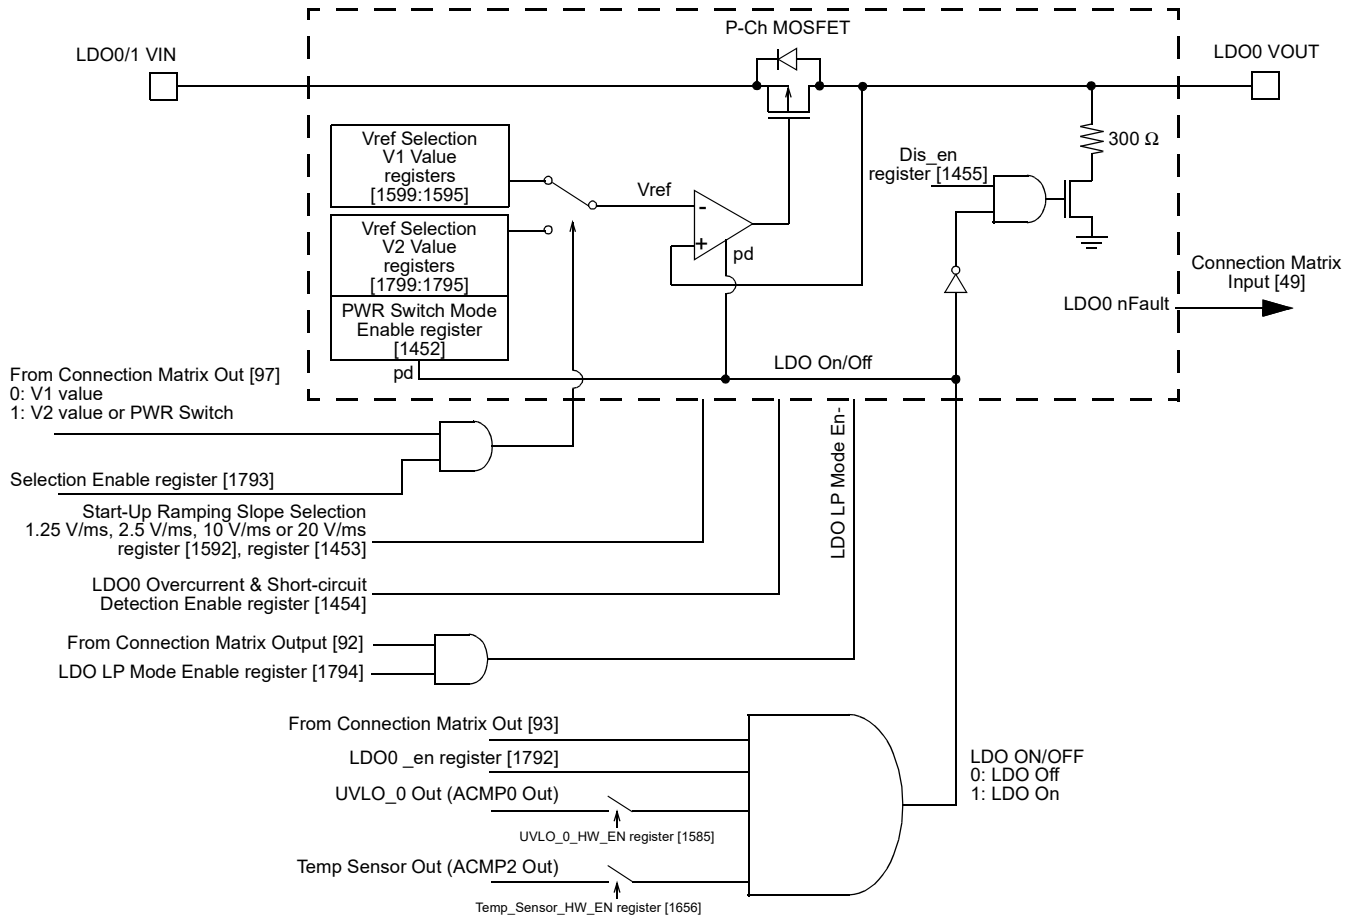 P-Ch MOSFET
LDO0/1 VIN
LDO0 VOUT
Vref Selection
V1 Value
registers
[1599:1595]
Vref
-
+
pd
Dis_en
register [1455]
300 Ω
Vref Selection
V2 Value
registers
[1799:1795]
PWR Switch Mode
Enable register
[1452]
pd
LDO On/Off
Connection Matrix
Input [49]
LDO0 nFault
From Connection Matrix Out [97]
0: V1 value
1: V2 value or PWR Switch
Selection Enable register [1793]
Start-Up Ramping Slope Selection
1.25 V/ms, 2.5 V/ms, 10 V/ms or 20 V/ms
register [1592], register [1453]
LDO0 Overcurrent & Short-circuit
Detection Enable register [1454]
LDO LP Mode En-
From Connection Matrix Output [92]
LDO LP Mode Enable register [1794]
From Connection Matrix Out [93]
LDO0 _en register [1792]
UVLO_0 Out (ACMP0 Out)
UVLO_0_HW_EN register [1585]
Temp Sensor Out (ACMP2 Out)
Temp_Sensor_HW_EN register [1656]
LDO ON/OFF
0: LDO Off
1: LDO On